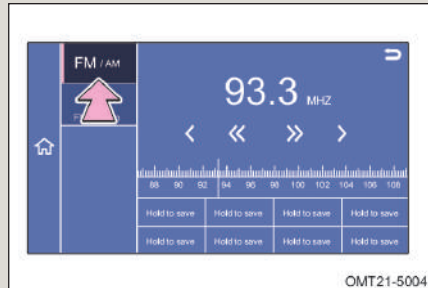 FM / AM
93.3 MHZ
88 90 92 94 96 98 100 102 104 106 108
Hold to save Hold to save Hold to save Hold to save
Hold to save Hold to save Hold to save Hold to save
OMT21-5004